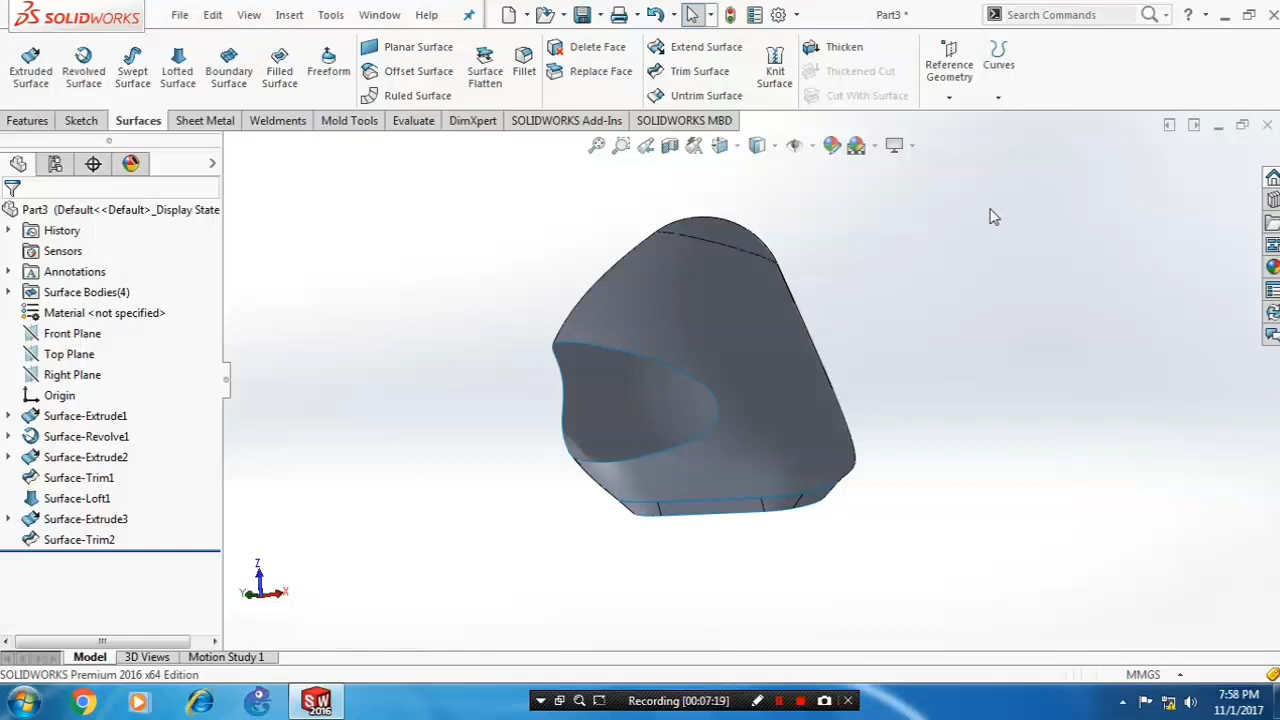 SOLIDWORKS File Edit View Insert Tools Window Help Part3 * Search Commands ?
Extruded Surface Revolved Surface Swept Surface Lofted Surface Boundary Surface Filled Surface Freeform Planar Surface Offset Surface Ruled Surface Surface Flatten Fillet Delete Face Replace Face Extend Surface Trim Surface Untrim Surface Knit Surface Thicken Thickened Cut Cut With Surface Reference Geometry Curves
Features Sketch Surfaces Sheet Metal Weldments Mold Tools Evaluate DimXpert SOLIDWORKS Add-Ins SOLIDWORKS MBD
Part3 (Default<<Default>_Display State
History
Sensors
Annotations
Surface Bodies(4)
Material <not specified>
Front Plane
Top Plane
Right Plane
Origin
Surface-Extrude1
Surface-Revolve1
Surface-Extrude2
Surface-Trim1
Surface-Loft1
Surface-Extrude3
Surface-Trim2
Z
Y X
Model 3D Views Motion Study 1
SOLIDWORKS Premium 2016 x64 Edition MMGS
SW 2016 Recording [00:07:19] 7:58 PM
11/1/2017